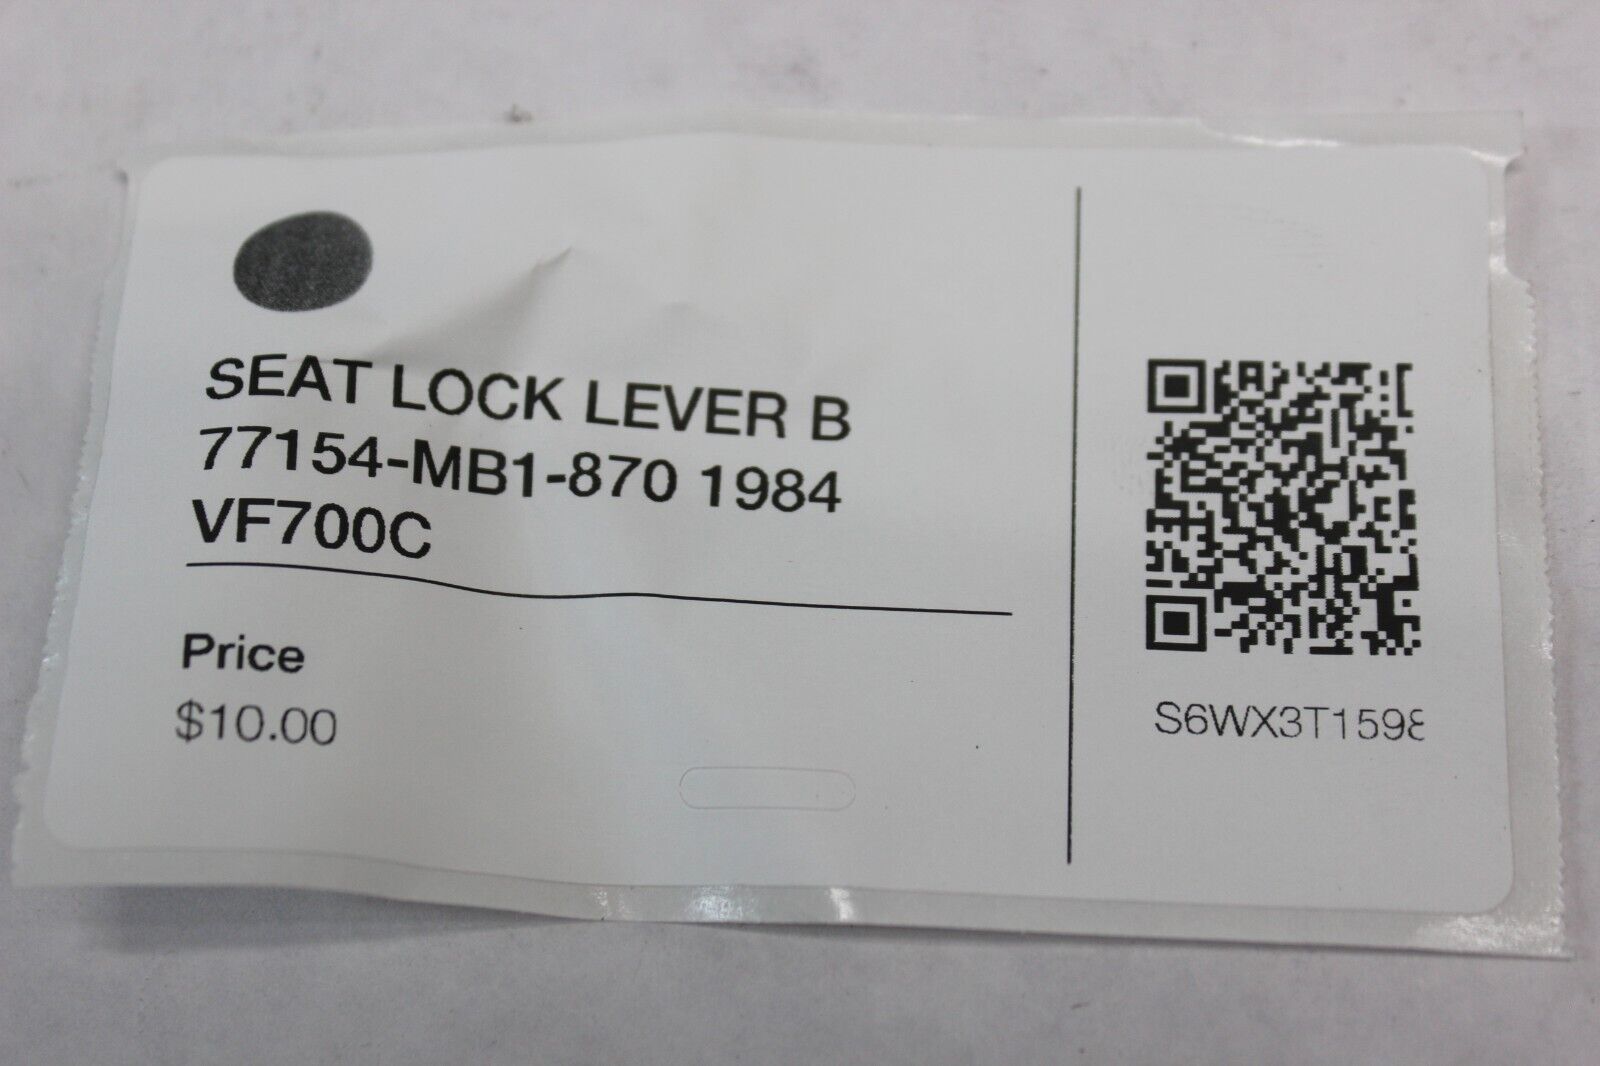 SEAT LOCK LEVER B
77154-MB1-870 1984
VF700C
Price
$10.00
S6WX3T1598